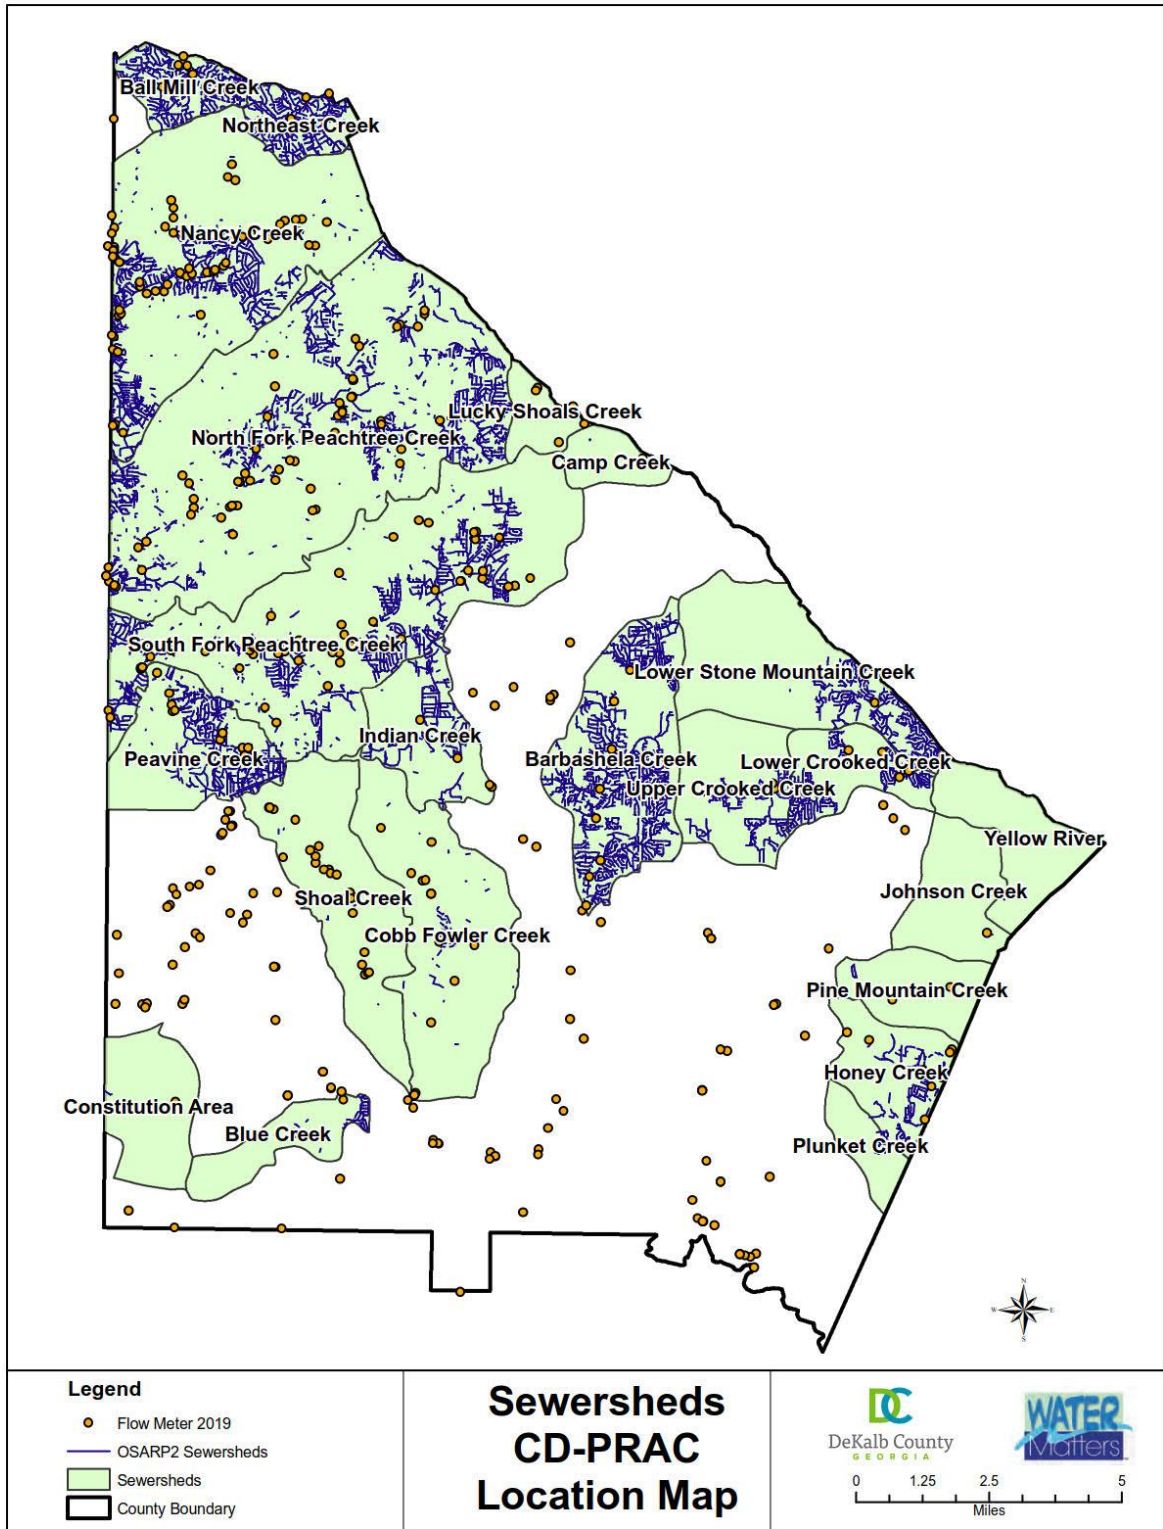 Ball Mill Creek
Northeast Creek
Nancy Creek
Lucky Shoals Creek
North Fork Peachtree Creek
Camp Creek
South Fork Peachtree Creek
Lower Stone Mountain Creek
Indian Creek
Peavine Creek
Barbashela Creek
Lower Crooked Creek
Upper Crooked Creek
Yellow River
Johnson Creek
Shoal Creek
Cobb Fowler Creek
Pine Mountain Creek
Honey Creek
Constitution Area
Blue Creek
Plunket Creek
N
W E
S
Legend
Flow Meter 2019
OSARP2 Sewersheds
Sewersheds
County Boundary
Sewersheds
CD-PRAC
Location Map
DC
DeKalb County
GEORGIA
WATER
Matters
0 1.25 2.5 5
Miles